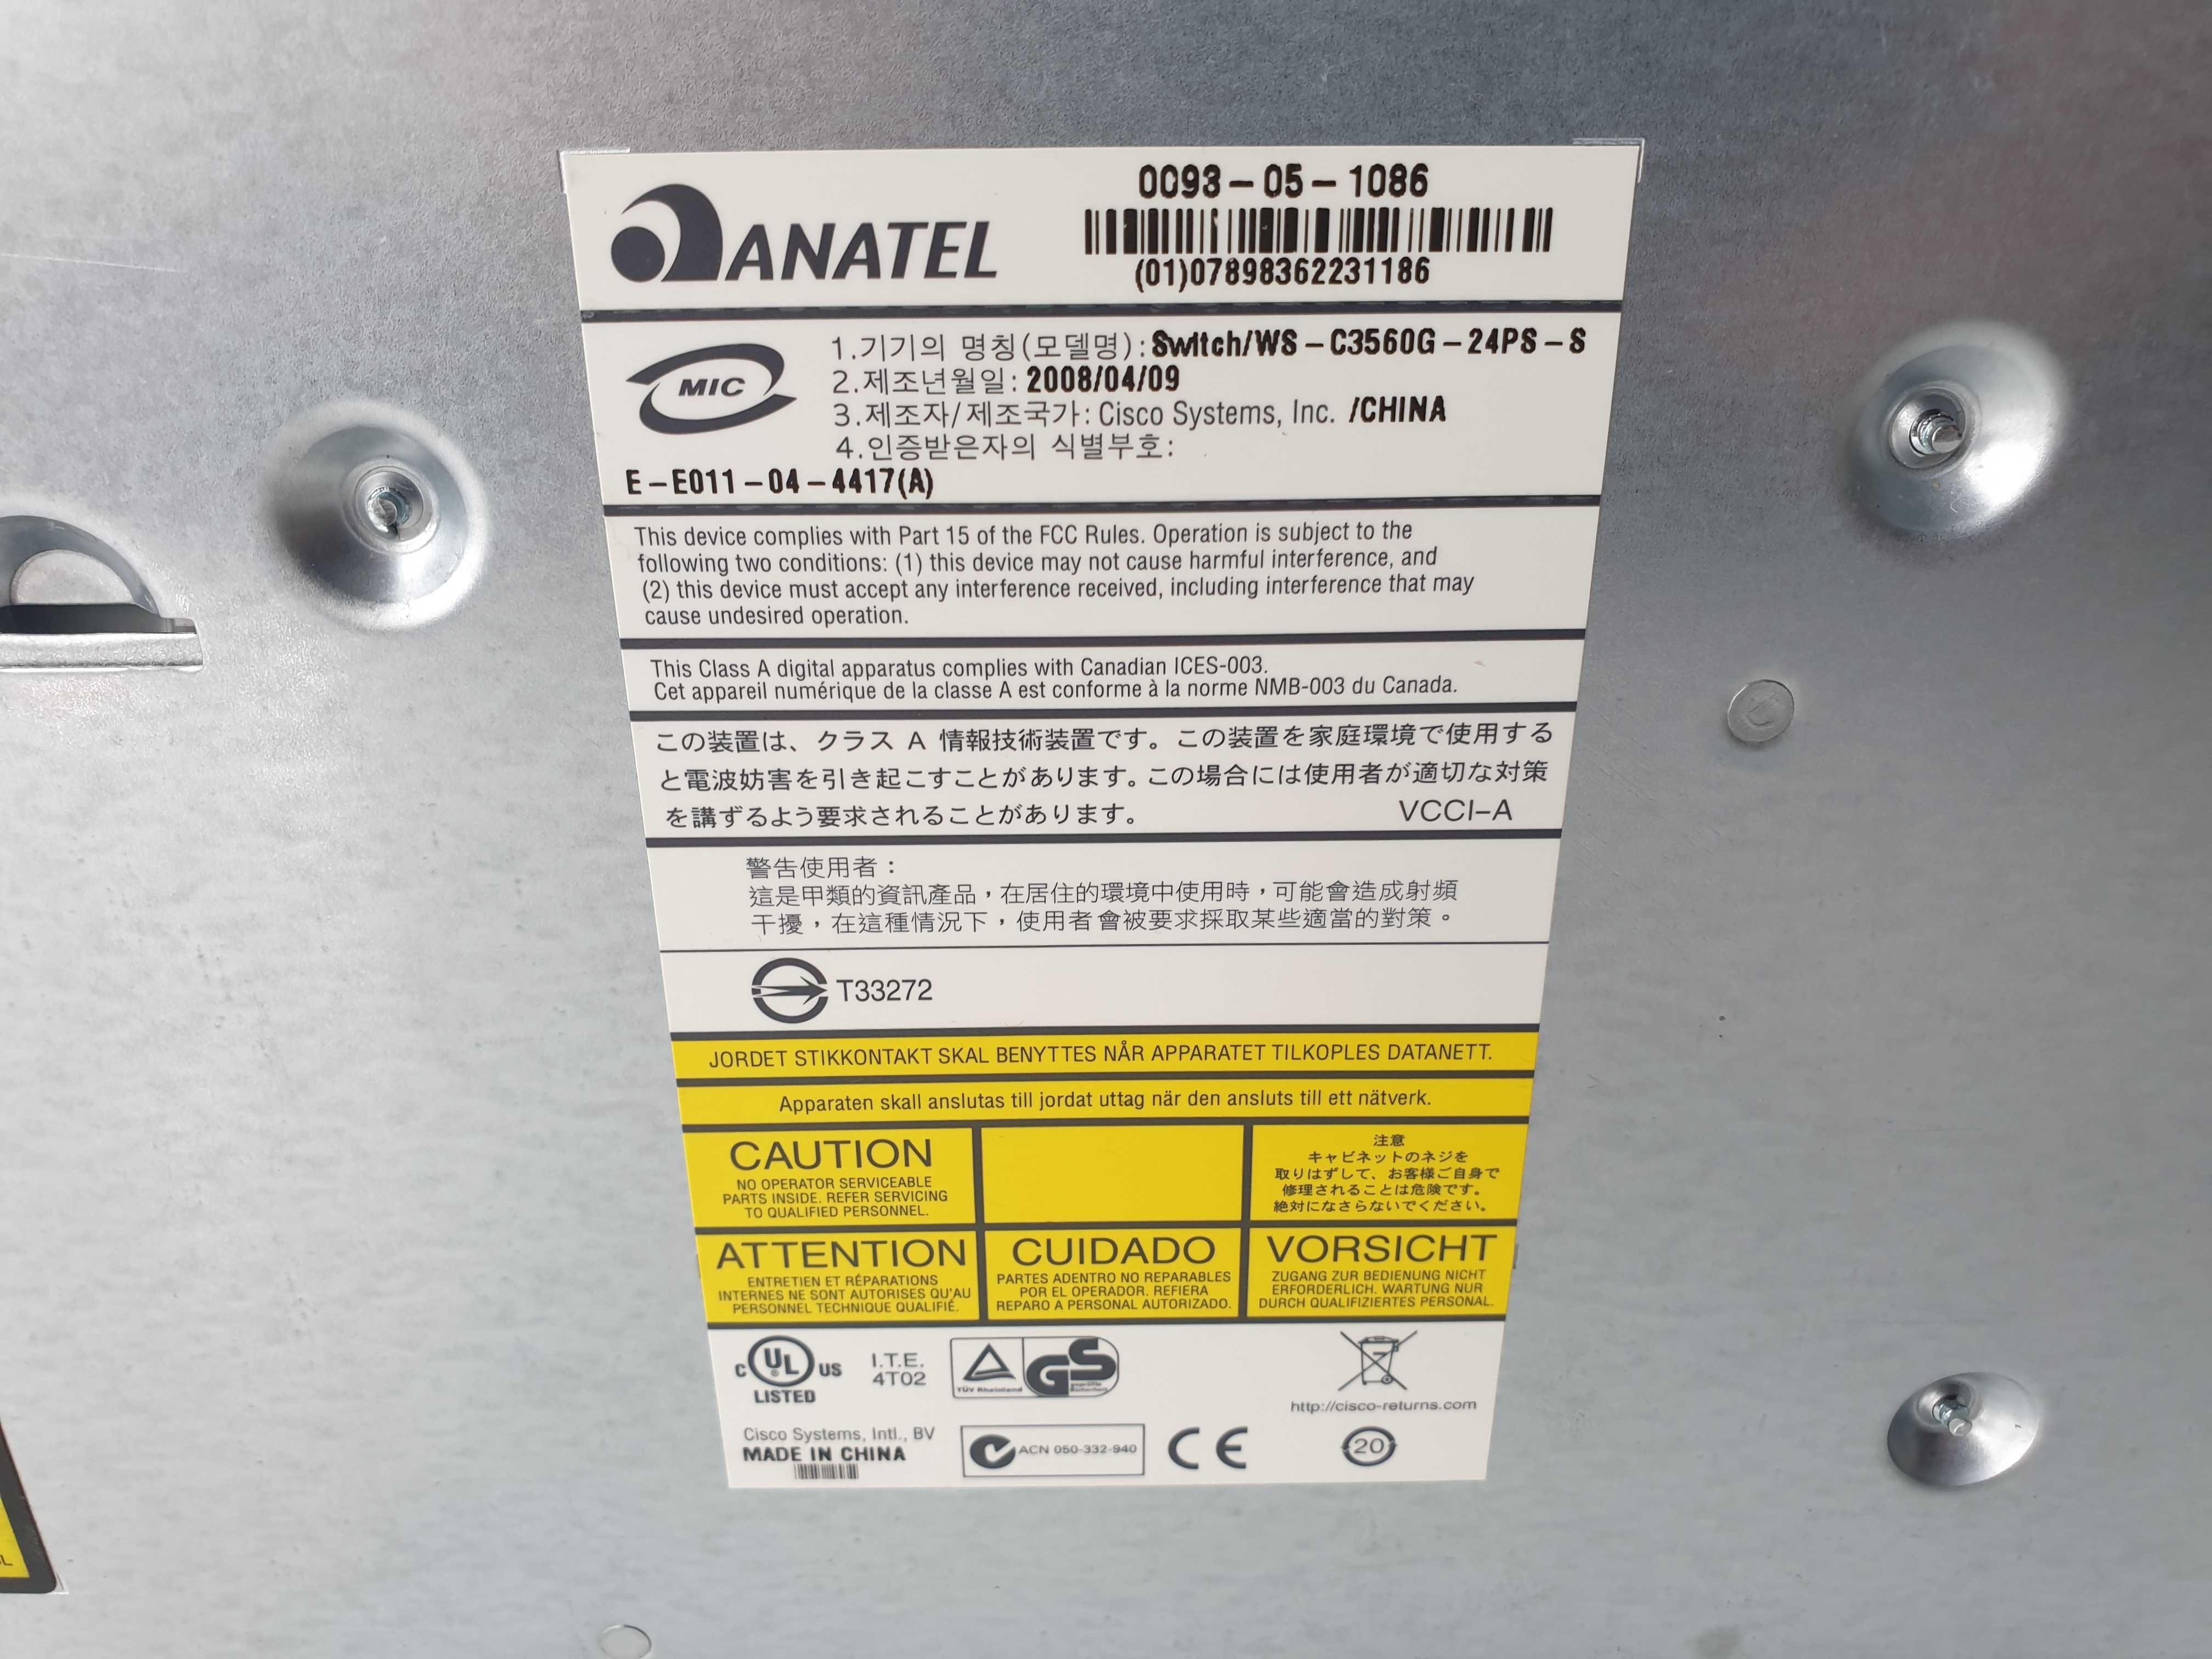 ANATEL
0093-05-1086
(01)07898362231186
MIC
1.기기의 명칭(모델명): Switch/WS-C3560G-24PS-S
2.제조년월일: 2008/04/09
3.제조자/제조국가: Cisco Systems, Inc. /CHINA
4.인증받은자의 식별부호:
E-E011-04-4417(A)
This device complies with Part 15 of the FCC Rules. Operation is subject to the
following two conditions: (1) this device may not cause harmful interference, and
(2) this device must accept any interference received, including interference that may
cause undesired operation.
This Class A digital apparatus complies with Canadian ICES-003.
Cet appareil numérique de la classe A est conforme à la norme NMB-003 du Canada.
この装置は、クラス A 情報技術装置です。この装置を家庭環境で使用する
と電波妨害を引き起こすことがあります。この場合には使用者が適切な対策
を講ずるよう要求されることがあります。 VCCI-A
警告使用者：
這是甲類的資訊產品，在居住的環境中使用時，可能會造成射頻
干擾，在這種情況下，使用者會被要求採取某些適當的對策。
T33272
JORDET STIKKONTAKT SKAL BENYTTES NÅR APPARATET TILKOPLES DATANETT.
Apparaten skall anslutas till jordat uttag när den ansluts till ett nätverk.
CAUTION
NO OPERATOR SERVICEABLE
PARTS INSIDE. REFER SERVICING
TO QUALIFIED PERSONNEL.
注意
キャビネットのネジを
取りはずして、お客様ご自身で
修理されることは危険です。
絶対になさらないでください。
ATTENTION
ENTRETIEN ET RÉPARATIONS
INTERNES NE SONT AUTORISES QU'AU
PERSONNEL TECHNIQUE QUALIFIÉ.
CUIDADO
PARTES ADENTRO NO REPARABLES
POR EL OPERADOR. REFIERA
REPARO A PERSONAL AUTORIZADO.
VORSICHT
ZUGANG ZUR BEDIENUNG NICHT
ERFORDERLICH. WARTUNG NUR
DURCH QUALIFIZIERTES PERSONAL.
c UL US
LISTED
I.T.E.
4T02
TÜV Rheinland
GS
geprüfte
Sicherheit
http://cisco-returns.com
Cisco Systems, Intl., BV
MADE IN CHINA
ACN 050-332-940
CE
20